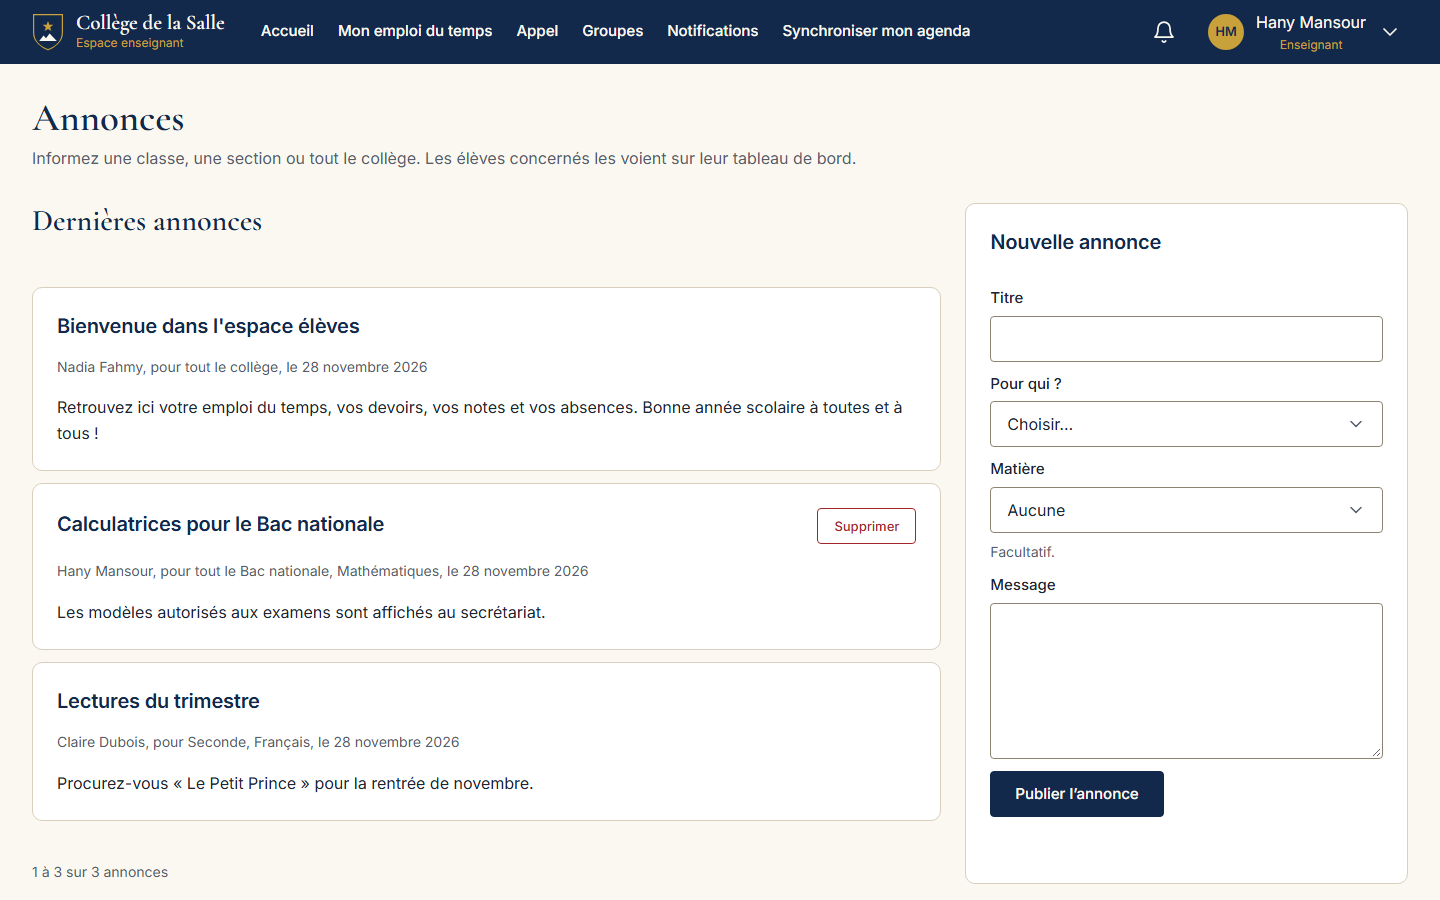 Collège de la Salle
Espace enseignant
Accueil
Mon emploi du temps
Appel
Groupes
Notifications
Synchroniser mon agenda
HM
Hany Mansour
Enseignant
Annonces
Informez une classe, une section ou tout le collège. Les élèves concernés les voient sur leur tableau de bord.
Dernières annonces
Bienvenue dans l'espace élèves
Nadia Fahmy, pour tout le collège, le 28 novembre 2026
Retrouvez ici votre emploi du temps, vos devoirs, vos notes et vos absences. Bonne année scolaire à toutes et à
tous !
Calculatrices pour le Bac nationale
Supprimer
Hany Mansour, pour tout le Bac nationale, Mathématiques, le 28 novembre 2026
Les modèles autorisés aux examens sont affichés au secrétariat.
Lectures du trimestre
Claire Dubois, pour Seconde, Français, le 28 novembre 2026
Procurez-vous « Le Petit Prince » pour la rentrée de novembre.
1 à 3 sur 3 annonces
Nouvelle annonce
Titre
Pour qui ?
Choisir...
Matière
Aucune
Facultatif.
Message
Publier l’annonce